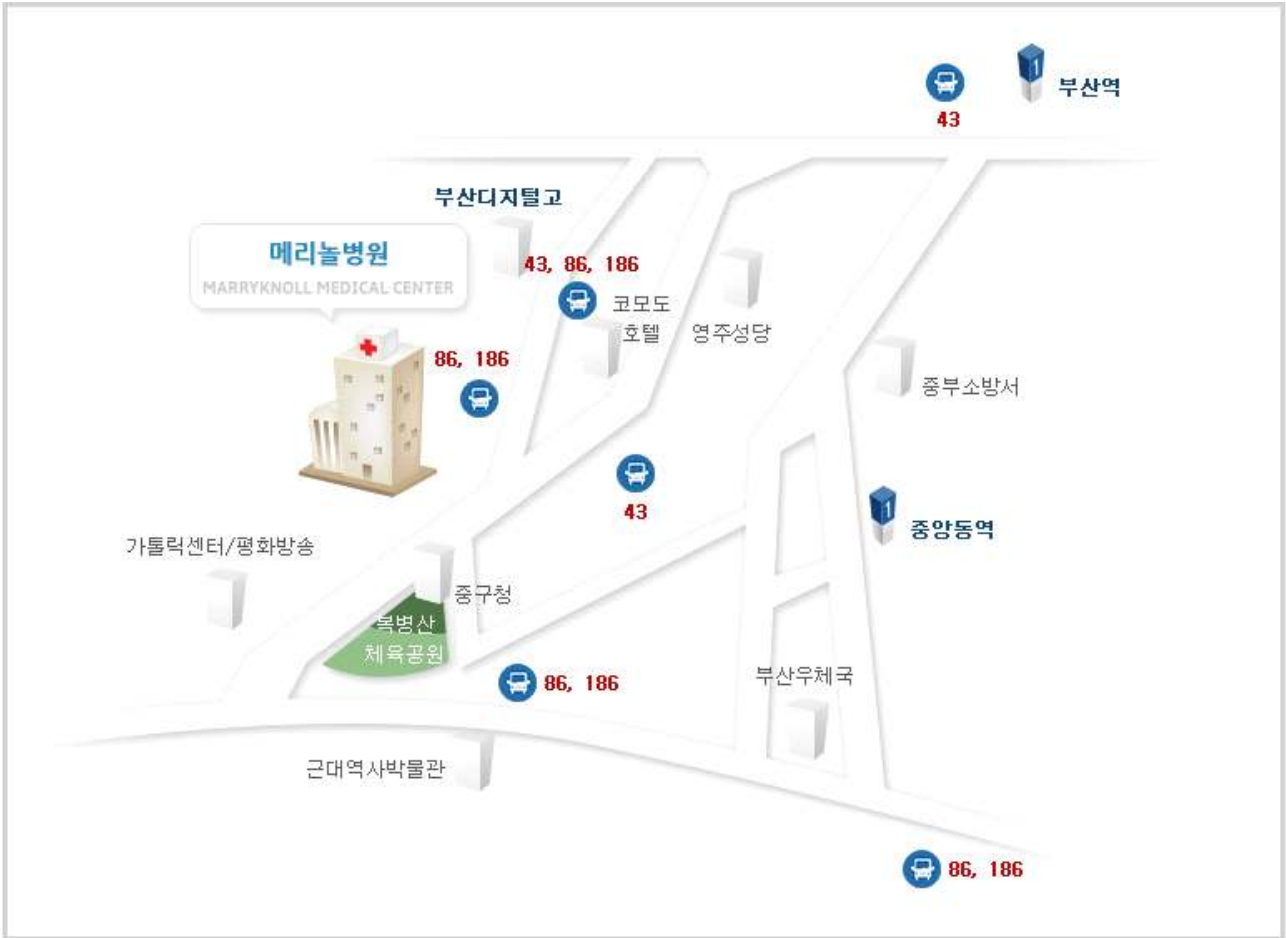 1
부산역
43
부산디지털고
메리놀병원
MARRYKNOLL MEDICAL CENTER
43, 86, 186
코모도
호텔
영주성당
86, 186
중부소방서
43
1
중앙동역
가톨릭센터/평화방송
중구청
복병산
체육공원
86, 186
부산우체국
근대역사박물관
86, 186